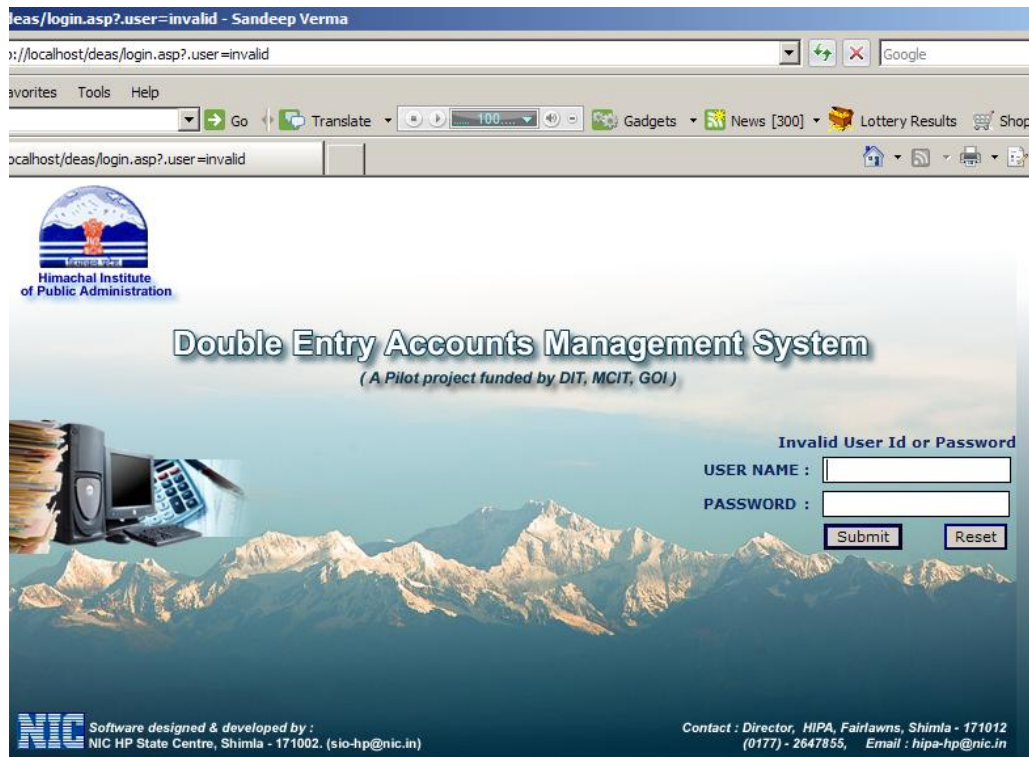 deas/login.asp?.user=invalid - Sandeep Verma
://localhost/deas/login.asp?.user=invalid
Google
avorites Tools Help
Go Translate 100.... Gadgets News [300] Lottery Results Shop
ocalhost/deas/login.asp?.user=invalid
Himachal Institute
of Public Administration
Double Entry Accounts Management System
( A Pilot project funded by DIT, MCIT, GOI )
Invalid User Id or Password
USER NAME :
PASSWORD :
Submit Reset
NIC
Software designed & developed by :
NIC HP State Centre, Shimla - 171002. (sio-hp@nic.in)
Contact : Director, HIPA, Fairlawns, Shimla - 171012
(0177) - 2647855, Email : hipa-hp@nic.in